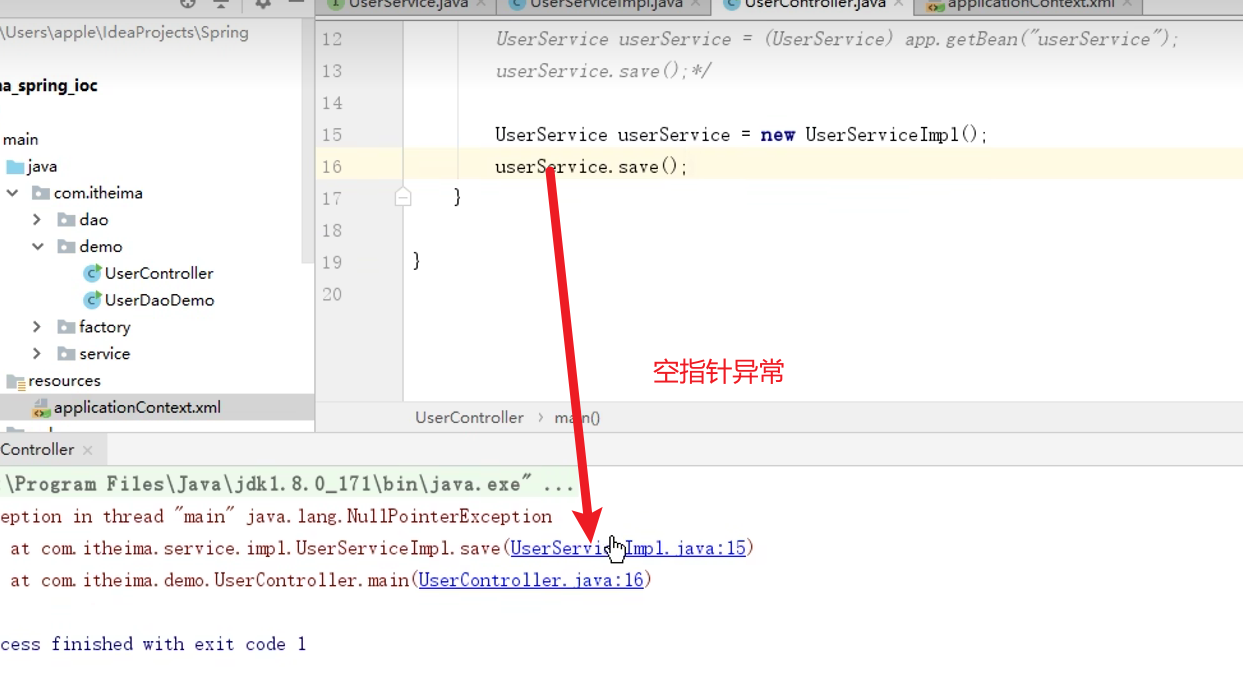 UserService.java
UserServiceImpl.java
UserController.java
applicationContext.xml
\Users\apple\IdeaProjects\Spring
a_spring_ioc
main
java
com.itheima
dao
demo
UserController
UserDaoDemo
factory
service
resources
applicationContext.xml
12 UserService userService = (UserService) app.getBean("userService");
13 userService.save();*/
14
15 UserService userService = new UserServiceImpl();
16 userService.save();
17 }
18
19 }
20
空指针异常
UserController > main()
Controller
:\Program Files\Java\jdk1.8.0_171\bin\java.exe" ...
eption in thread "main" java.lang.NullPointerException
at com.itheima.service.impl.UserServiceImpl.save(UserServiceImpl.java:15)
at com.itheima.demo.UserController.main(UserController.java:16)
cess finished with exit code 1